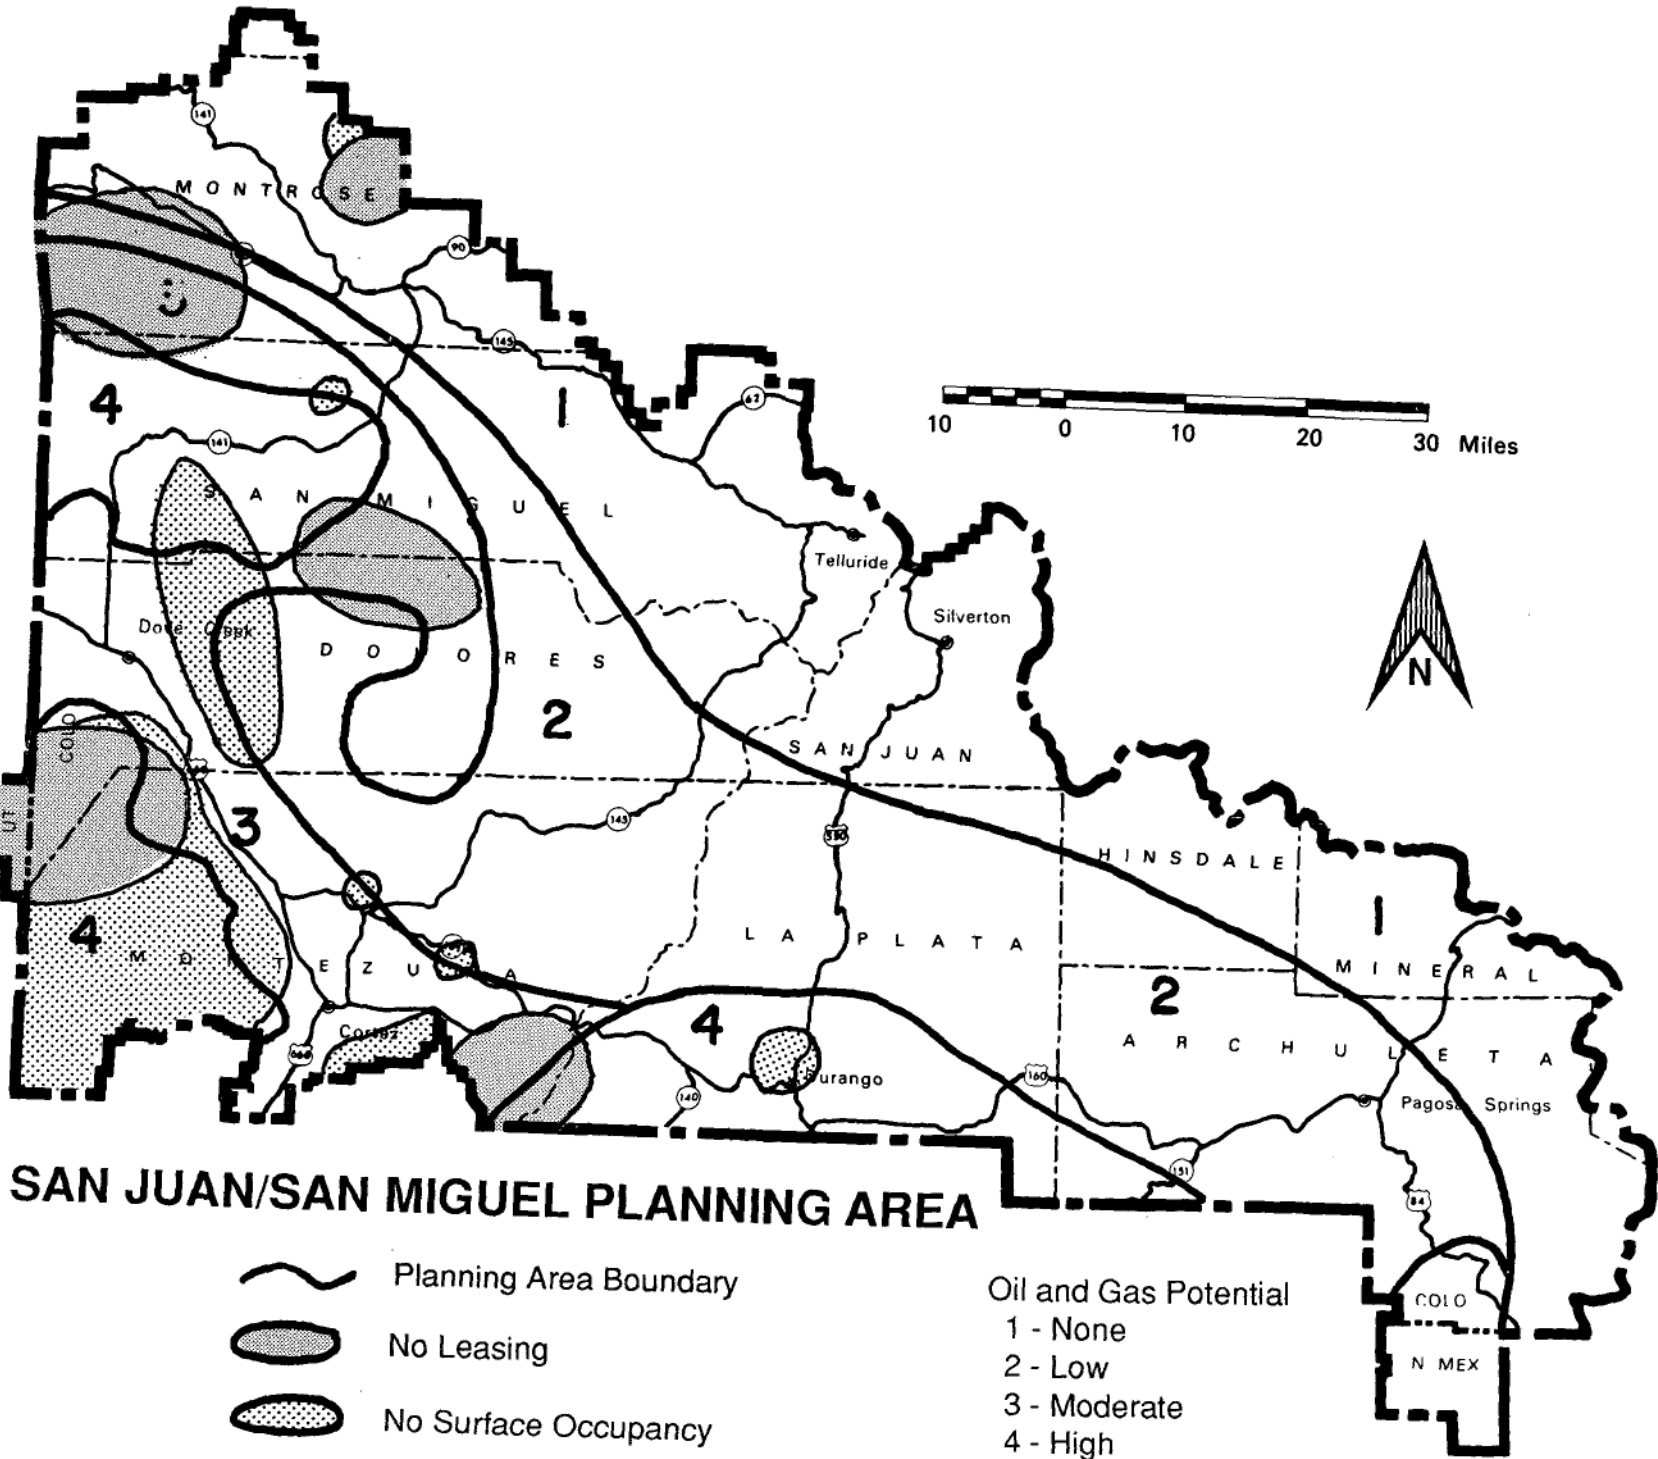 141
MONTROSE
90
145
4
1
62
10 0 10 20 30 Miles
141
SAN MIGUEL
Telluride
Silverton
N
Dove Creek
DOLORES
2
COLO
SAN JUAN
UT
3
145
550
HINSDALE
1
4
LA PLATA
MINERAL
MONTEZUMA
2
4
ARCHULETA
Cortez
666
Durango
160
140
Pagosa Springs
151
84
SAN JUAN/SAN MIGUEL PLANNING AREA
Planning Area Boundary
No Leasing
No Surface Occupancy
Oil and Gas Potential
1 - None
2 - Low
3 - Moderate
4 - High
COLO
N MEX